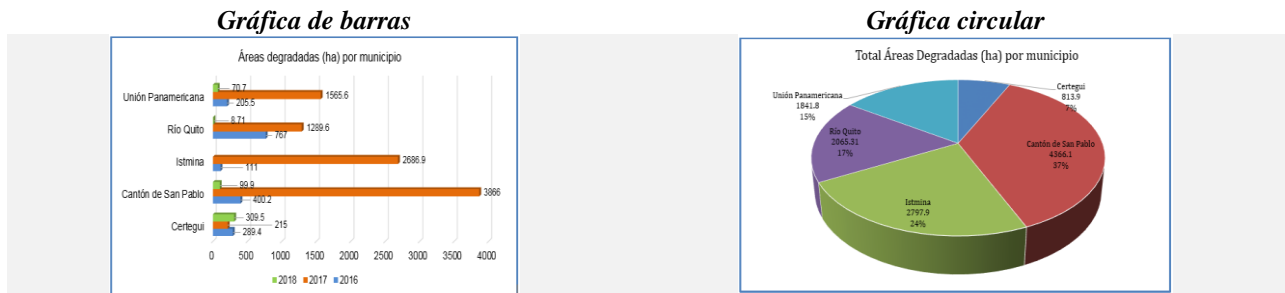 Gráfica de barras
Áreas degradadas (ha) por municipio
Unión Panamericana
70.7
1565.6
205.5
Río Quito
8.71
1289.6
767
Istmina
2686.9
111
Cantón de San Pablo
99.9
3866
400.2
Certegui
309.5
215
289.4
0 500 1000 1500 2000 2500 3000 3500 4000
2018 2017 2016
Gráfica circular
Total Áreas Degradadas (ha) por municipio
Certegui
813.9
7%
Cantón de San Pablo
4366.1
37%
Istmina
2797.9
24%
Río Quito
2065.31
17%
Unión Panamericana
1841.8
15%